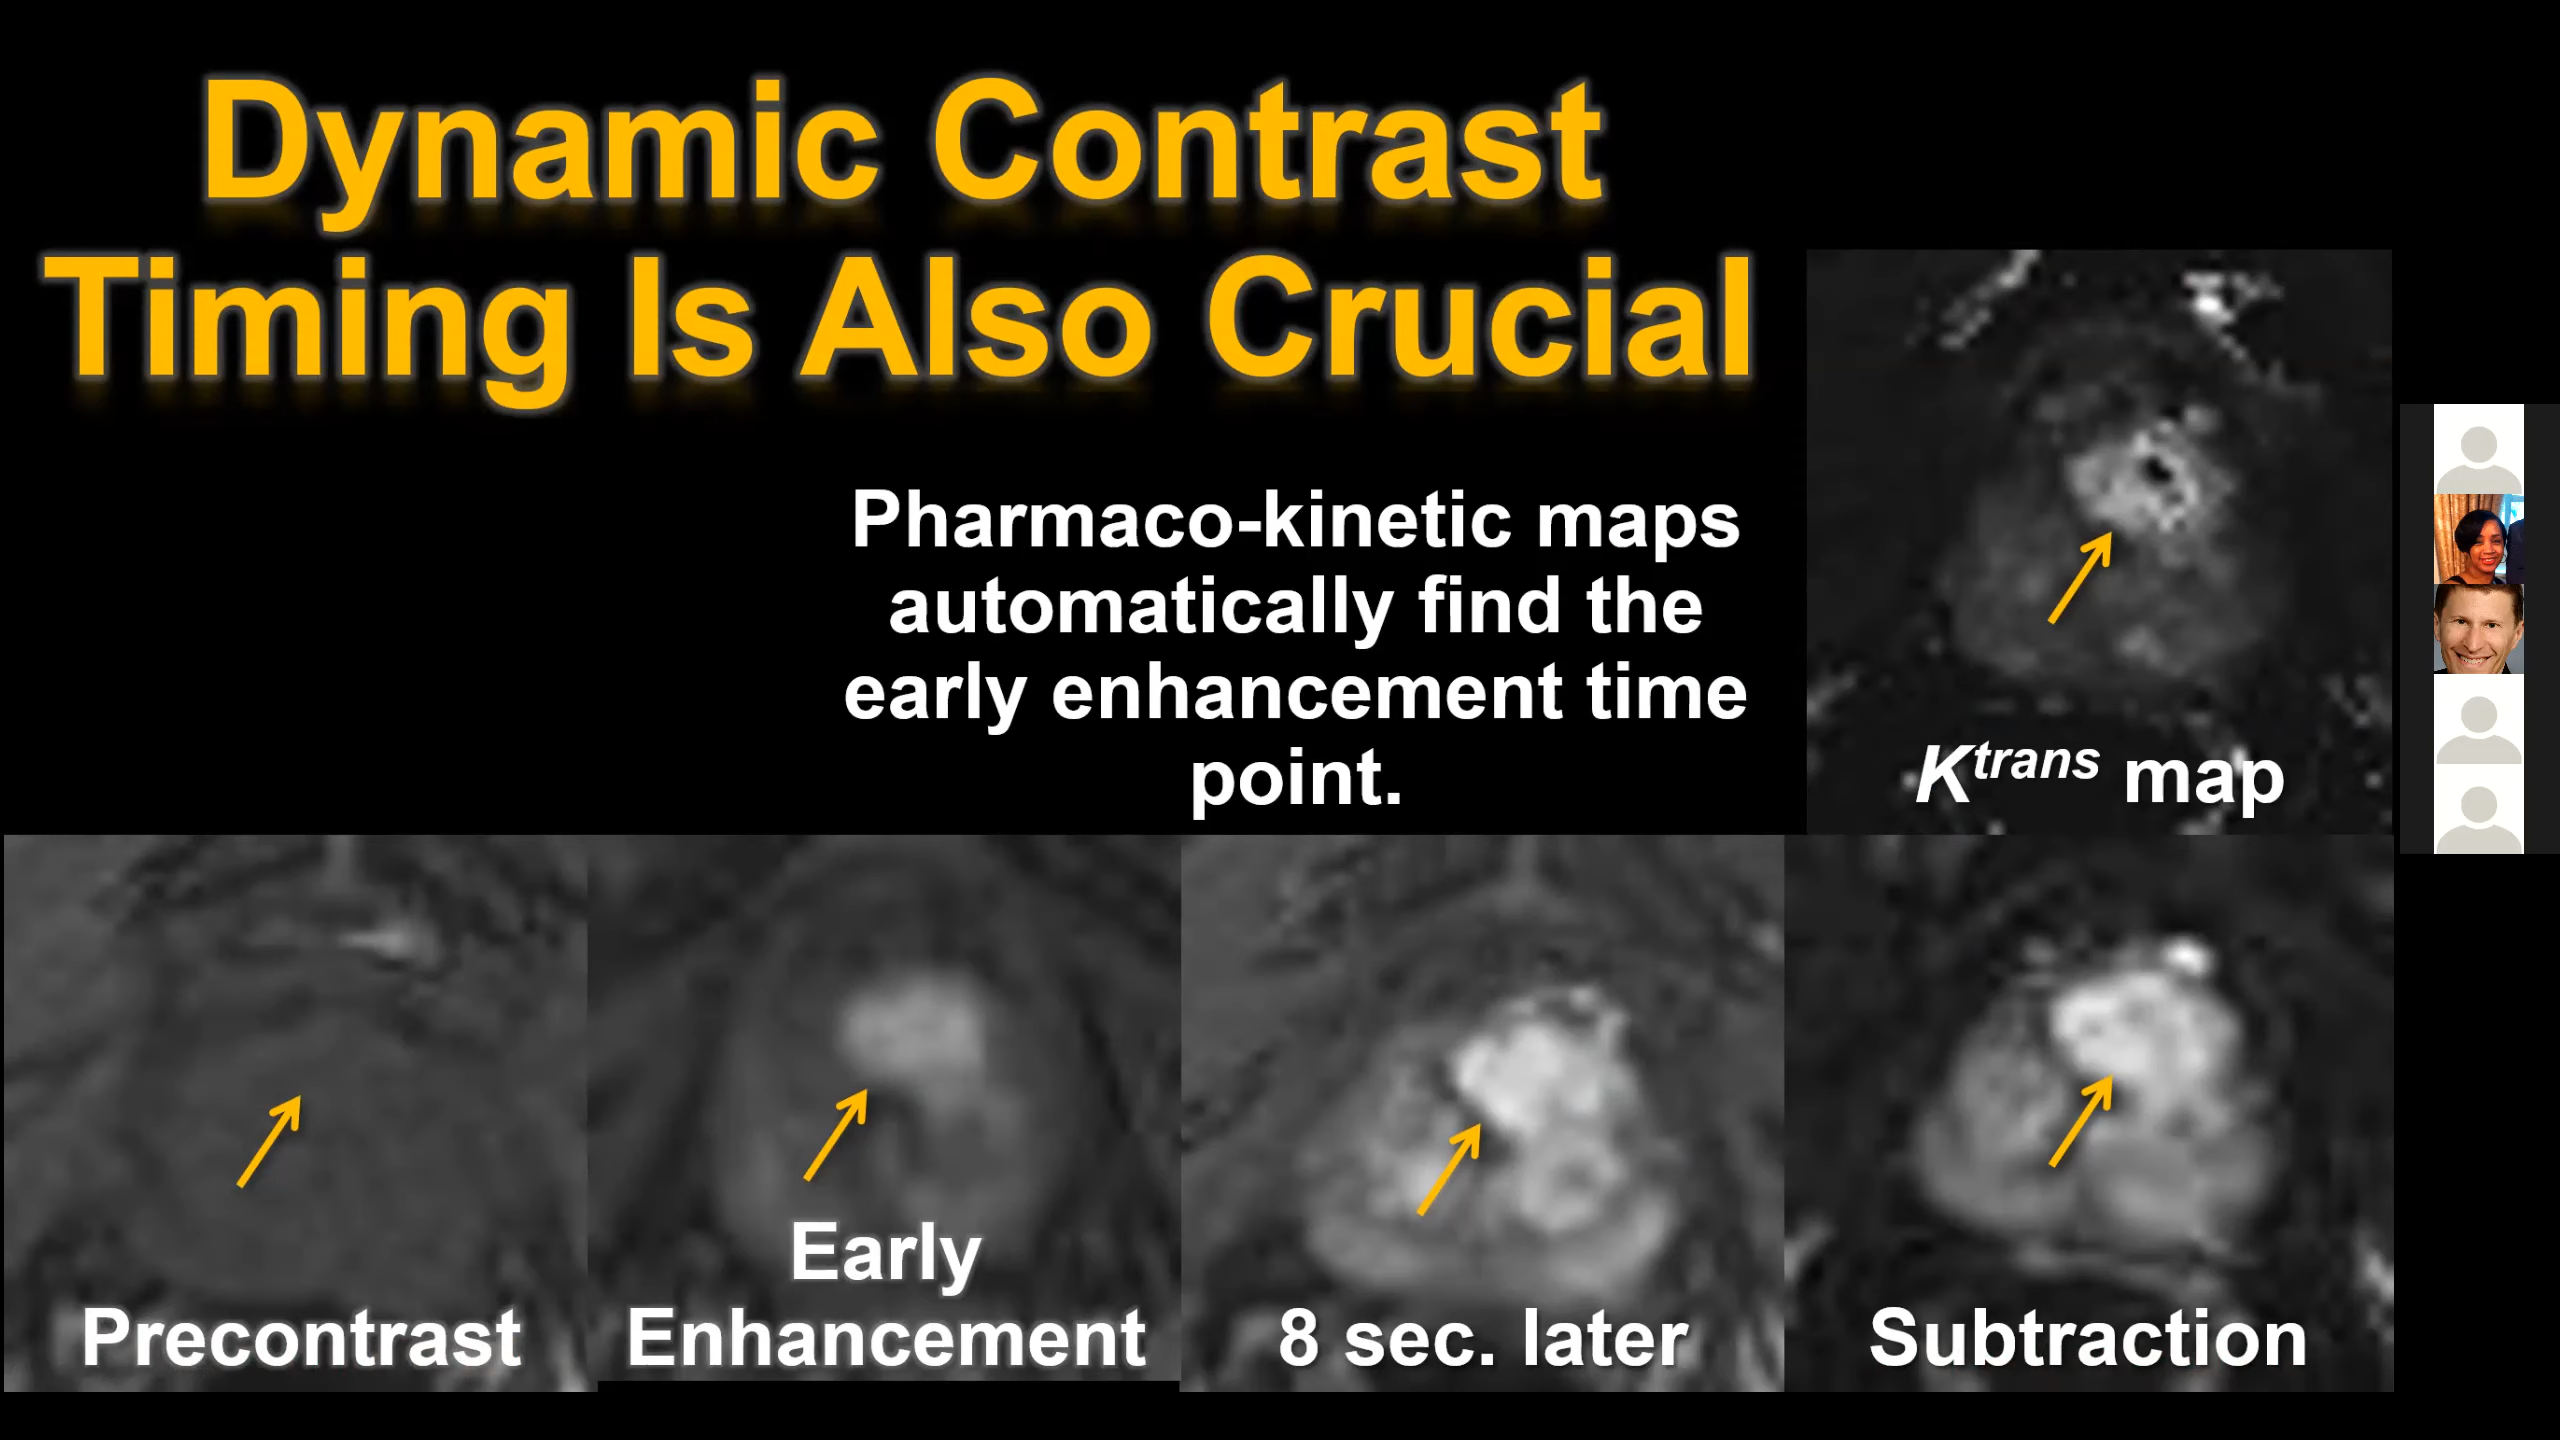 Dynamic Contrast
Timing Is Also Crucial
Pharmaco-kinetic maps
automatically find the
early enhancement time
point.
Ktrans map
Precontrast
Early
Enhancement
8 sec. later
Subtraction